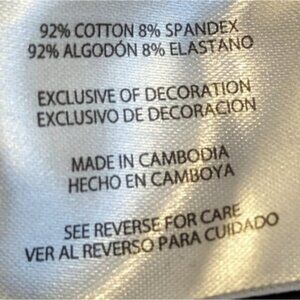 92% COTTON 8% SPANDEX
92% ALGODÓN 8% ELASTANO
EXCLUSIVE OF DECORATION
EXCLUSIVO DE DECORACION
MADE IN CAMBODIA
HECHO EN CAMBOYA
SEE REVERSE FOR CARE
VER AL REVERSO PARA CUIDADO